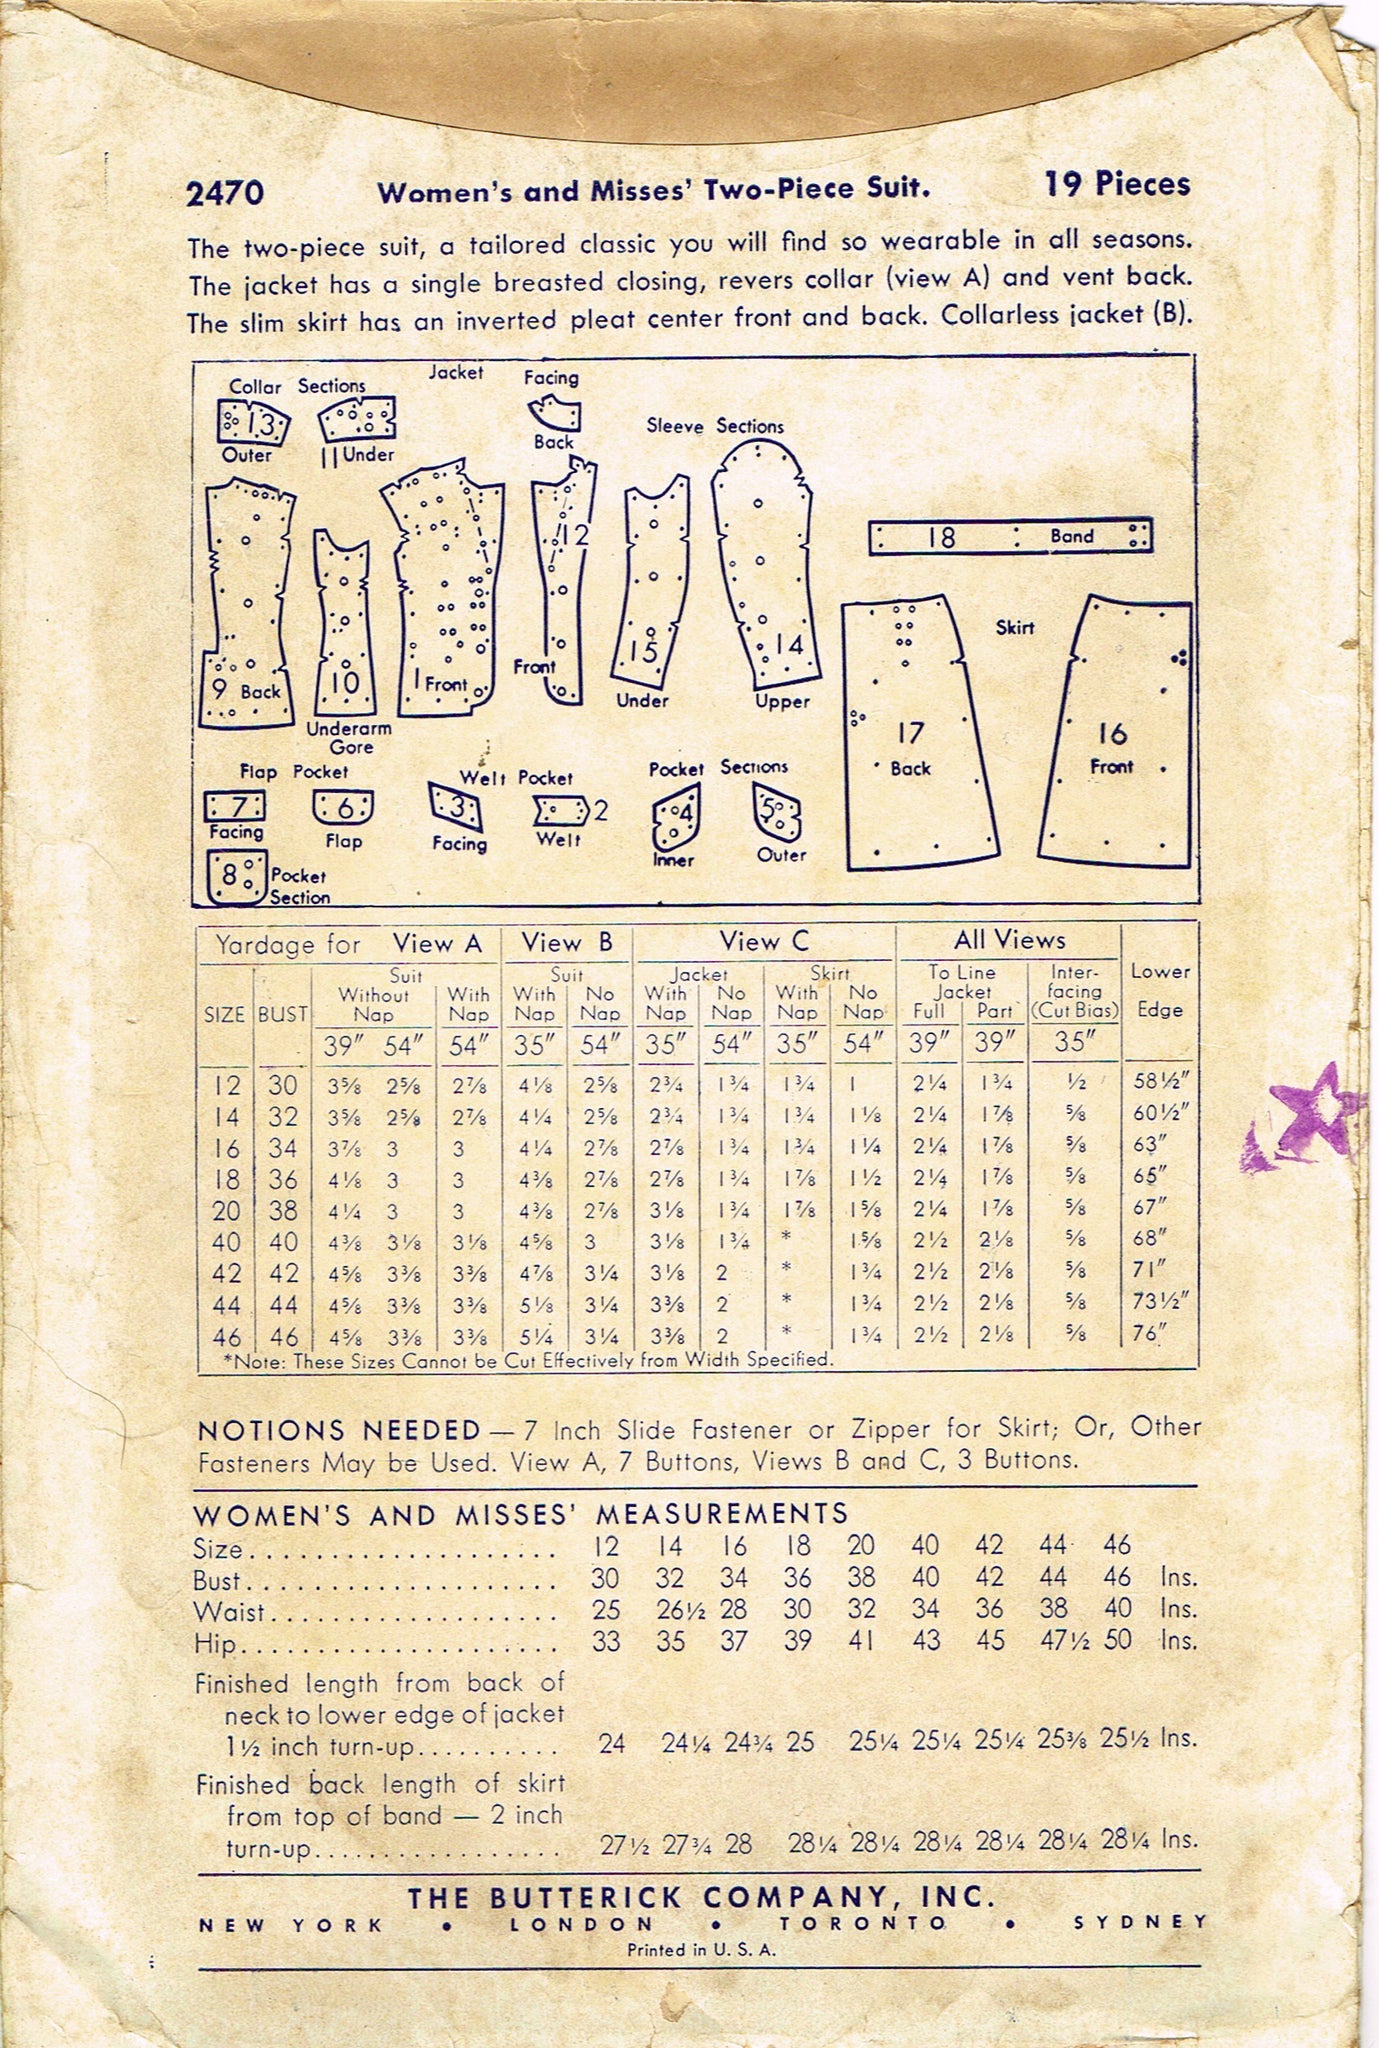 2470 Women's and Misses' Two-Piece Suit. 19 Pieces
The two-piece suit, a tailored classic you will find so wearable in all seasons.
The jacket has a single breasted closing, revers collar (view A) and vent back.
The slim skirt has an inverted pleat center front and back. Collarless jacket (B).
Collar Sections
13
Outer
11 Under
Jacket
Facing
Back
Sleeve Sections
9 Back
10
Underarm
Gore
1 Front
12
Front
15
Under
14
Upper
18 Band
Skirt
17
Back
16
Front
Flap Pocket
7
Facing
6
Flap
8 Pocket
Section
Welt Pocket
3
Facing
2
Welt
Pocket Sections
4
Inner
5
Outer
Yardage for View A View B View C All Views
Suit Suit Jacket Skirt To Line Inter- Lower
Without With With No With No With No Jacket facing
SIZE BUST Nap Nap Nap Nap Nap Nap Nap Nap Full Part (Cut Bias) Edge
39" 54" 54" 35" 54" 35" 54" 35" 54" 39" 39" 35"
12 30 3⅝ 2⅝ 2⅞ 4⅛ 2⅝ 2¾ 1¾ 1¾ 1 2¼ 1¾ ½ 58½"
14 32 3⅝ 2⅝ 2⅞ 4¼ 2⅝ 2¾ 1¾ 1¾ 1⅛ 2¼ 1⅞ ⅝ 60½"
16 34 3⅞ 3 3 4¼ 2⅞ 2⅞ 1¾ 1¾ 1¼ 2¼ 1⅞ ⅝ 63"
18 36 4⅛ 3 3 4⅜ 2⅞ 2⅞ 1¾ 1⅞ 1½ 2¼ 1⅞ ⅝ 65"
20 38 4¼ 3 3 4⅜ 2⅞ 3⅛ 1¾ 1⅞ 1⅝ 2¼ 1⅞ ⅝ 67"
40 40 4⅜ 3⅛ 3⅛ 4⅝ 3 3⅛ 1¾ * 1⅝ 2½ 2⅛ ⅝ 68"
42 42 4⅝ 3⅜ 3⅜ 4⅞ 3¼ 3⅛ 2 * 1¾ 2½ 2⅛ ⅝ 71"
44 44 4⅝ 3⅜ 3⅜ 5⅛ 3¼ 3⅜ 2 * 1¾ 2½ 2⅛ ⅝ 73½"
46 46 4⅝ 3⅜ 3⅜ 5¼ 3¼ 3⅜ 2 * 1¾ 2½ 2⅛ ⅝ 76"
*Note: These Sizes Cannot be Cut Effectively from Width Specified.
NOTIONS NEEDED — 7 Inch Slide Fastener or Zipper for Skirt; Or, Other
Fasteners May be Used. View A, 7 Buttons, Views B and C, 3 Buttons.
WOMEN'S AND MISSES' MEASUREMENTS
Size.................... 12 14 16 18 20 40 42 44 46
Bust.................... 30 32 34 36 38 40 42 44 46 Ins.
Waist.................. 25 26½ 28 30 32 34 36 38 40 Ins.
Hip..................... 33 35 37 39 41 43 45 47½ 50 Ins.
Finished length from back of
neck to lower edge of jacket
1½ inch turn-up.......... 24 24¼ 24¾ 25 25¼ 25¼ 25¼ 25⅜ 25½ Ins.
Finished back length of skirt
from top of band — 2 inch
turn-up.................. 27½ 27¾ 28 28¼ 28¼ 28¼ 28¼ 28¼ 28¼ Ins.
THE BUTTERICK COMPANY, INC.
NEW YORK • LONDON • TORONTO • SYDNEY
Printed in U. S. A.